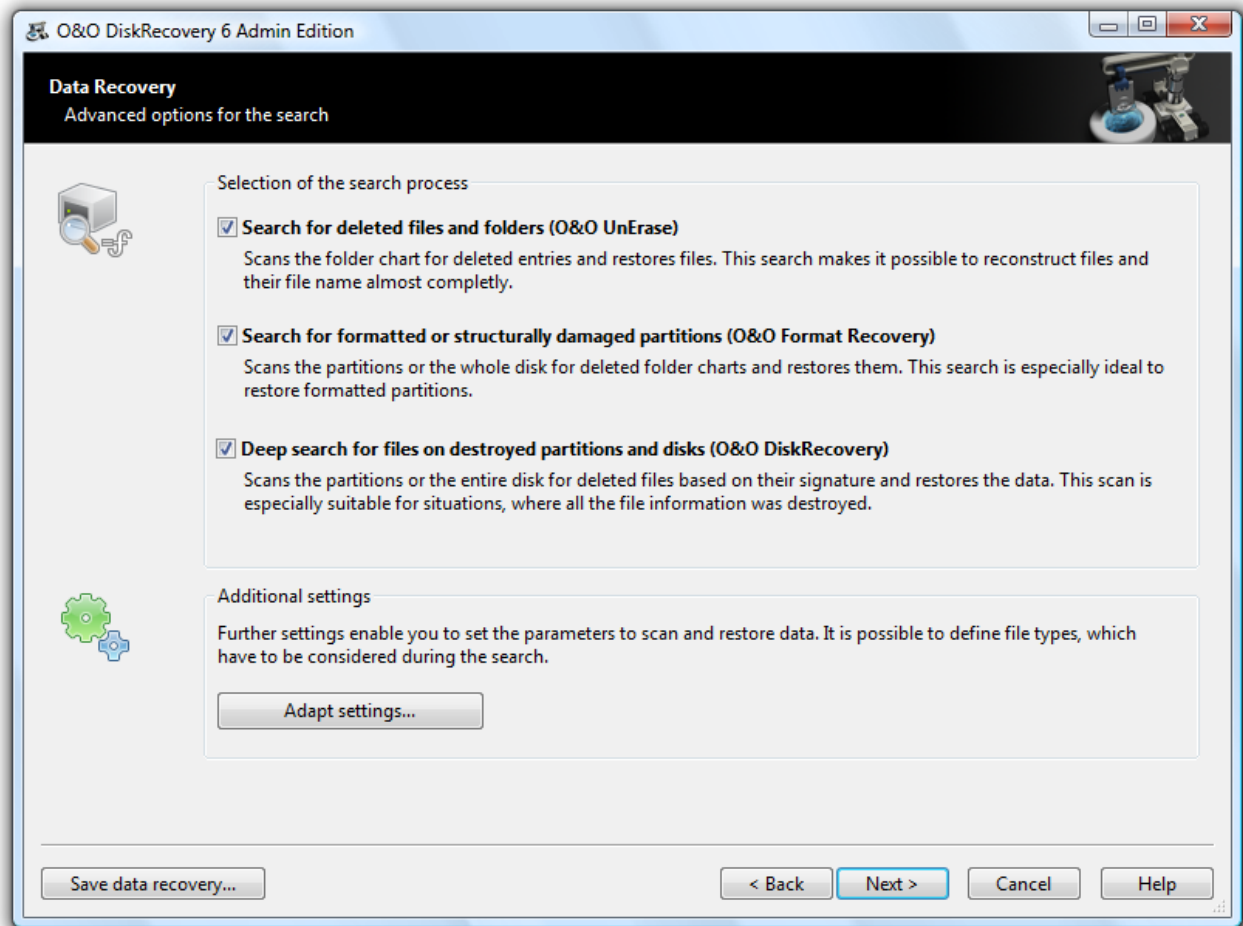 O&O DiskRecovery 6 Admin Edition
Data Recovery
Advanced options for the search
Selection of the search process
Search for deleted files and folders (O&O UnErase)
Scans the folder chart for deleted entries and restores files. This search makes it possible to reconstruct files and
their file name almost completly.
Search for formatted or structurally damaged partitions (O&O Format Recovery)
Scans the partitions or the whole disk for deleted folder charts and restores them. This search is especially ideal to
restore formatted partitions.
Deep search for files on destroyed partitions and disks (O&O DiskRecovery)
Scans the partitions or the entire disk for deleted files based on their signature and restores the data. This scan is
especially suitable for situations, where all the file information was destroyed.
Additional settings
Further settings enable you to set the parameters to scan and restore data. It is possible to define file types, which
have to be considered during the search.
Adapt settings...
Save data recovery...
< Back
Next >
Cancel
Help